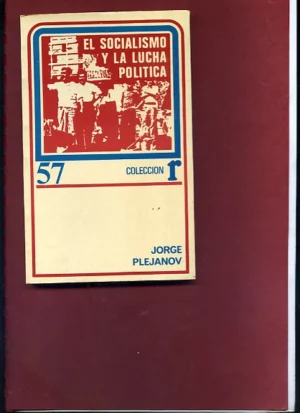 EL SOCIALISMO
Y LA LUCHA
POLITICA
57
COLECCION r
JORGE
PLEJANOV